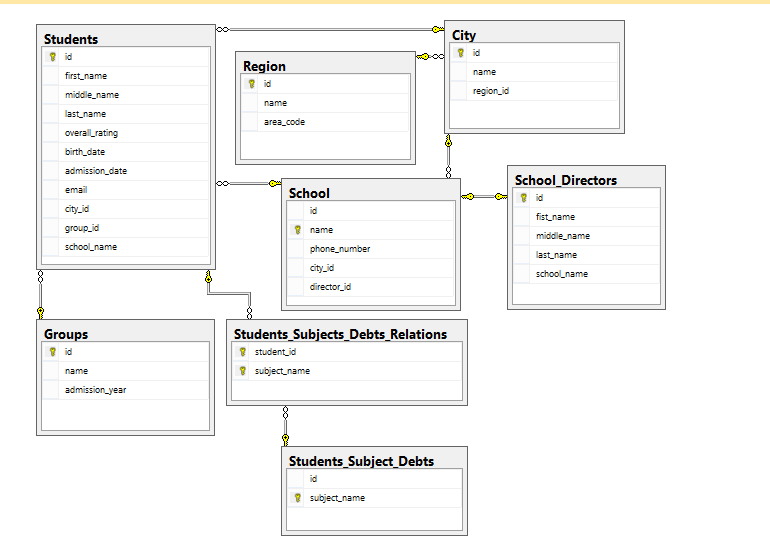 Students
id
first_name
middle_name
last_name
overall_rating
birth_date
admission_date
email
city_id
group_id
school_name
Region
id
name
area_code
City
id
name
region_id
School
id
name
phone_number
city_id
director_id
School_Directors
id
fist_name
middle_name
last_name
school_name
Groups
id
name
admission_year
Students_Subjects_Debts_Relations
student_id
subject_name
Students_Subject_Debts
id
subject_name